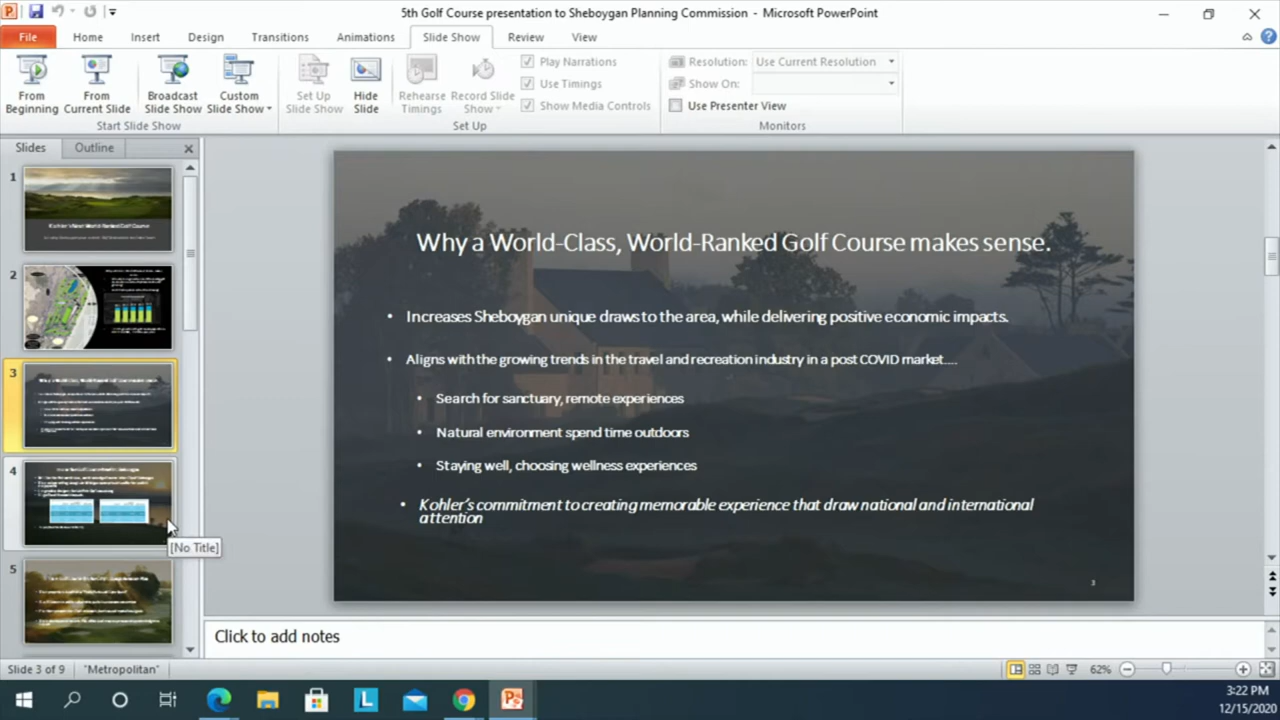 5th Golf Course presentation to Sheboygan Planning Commission - Microsoft PowerPoint
File Home Insert Design Transitions Animations Slide Show Review View
From Beginning
From Current Slide
Broadcast Slide Show
Custom Slide Show
Set Up Slide Show
Hide Slide
Rehearse Timings
Record Slide Show
Play Narrations
Use Timings
Show Media Controls
Resolution: Use Current Resolution
Show On:
Use Presenter View
Start Slide Show
Set Up
Monitors
Slides Outline
1
2
3
4
[No Title]
5
Why a World-Class, World-Ranked Golf Course makes sense.
• Increases Sheboygan unique draws to the area, while delivering positive economic impacts.
• Aligns with the growing trends in the travel and recreation industry in a post COVID market....
• Search for sanctuary, remote experiences
• Natural environment spend time outdoors
• Staying well, choosing wellness experiences
• Kohler's commitment to creating memorable experience that draw national and international
attention
3
Click to add notes
Slide 3 of 9 "Metropolitan" 62%
3:22 PM
12/15/2020